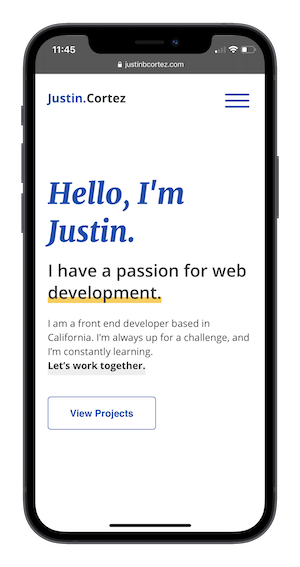 11:45
justinbcortez.com
Justin.Cortez
Hello, I'm
Justin.
I have a passion for web
development.
I am a front end developer based in
California. I'm always up for a challenge, and
I'm constantly learning.
Let's work together.
View Projects